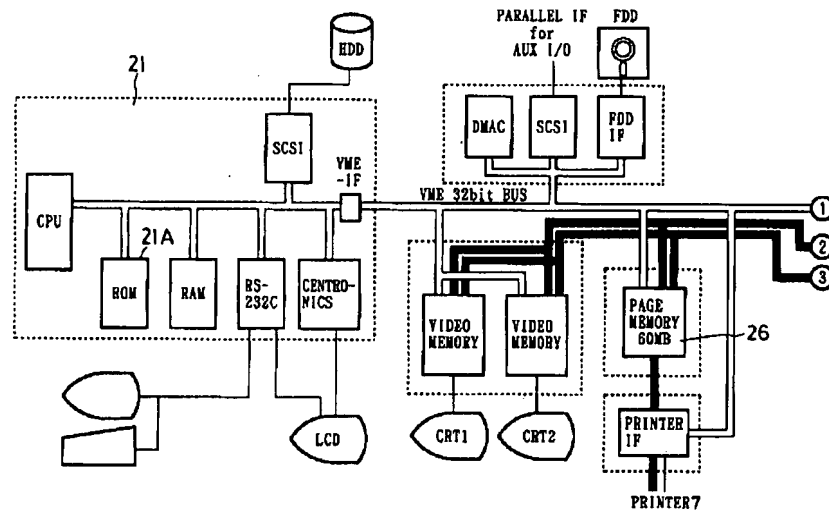 PARALLEL IF
for
AUX I/O
FDD
HDD
21
SCSI
VME
-IF
DMAC
SCSI
FDD
IF
CPU
VME 32bit BUS
1
2
3
21A
ROM
RAM
RS-
232C
CENTRO-
NICS
VIDEO
MEMORY
VIDEO
MEMORY
PAGE
MEMORY
60MB
26
LCD
CRT1
CRT2
PRINTER
IF
PRINTER7